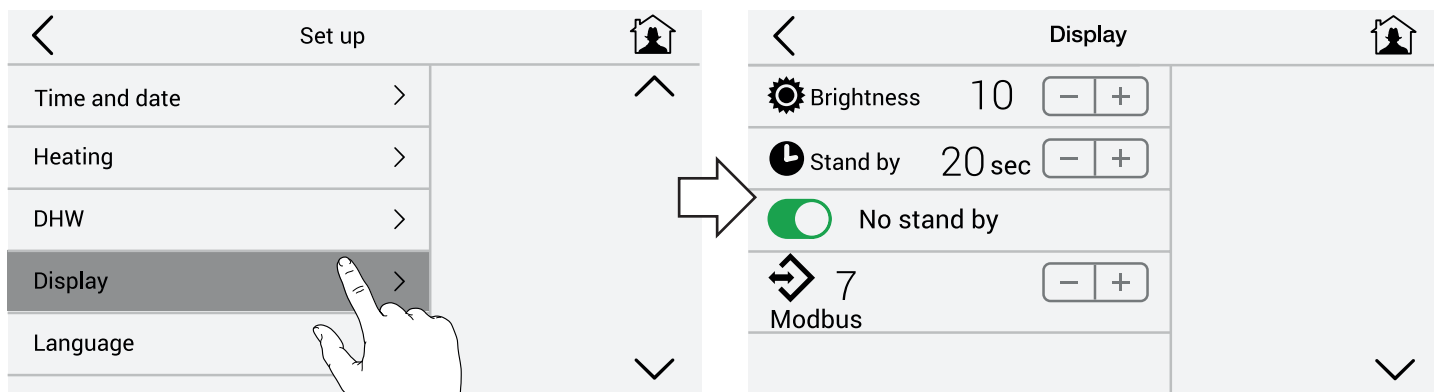 Set up
Time and date
Heating
DHW
Display
Language
Display
Brightness 10 − +
Stand by 20 sec − +
No stand by
7 − +
Modbus